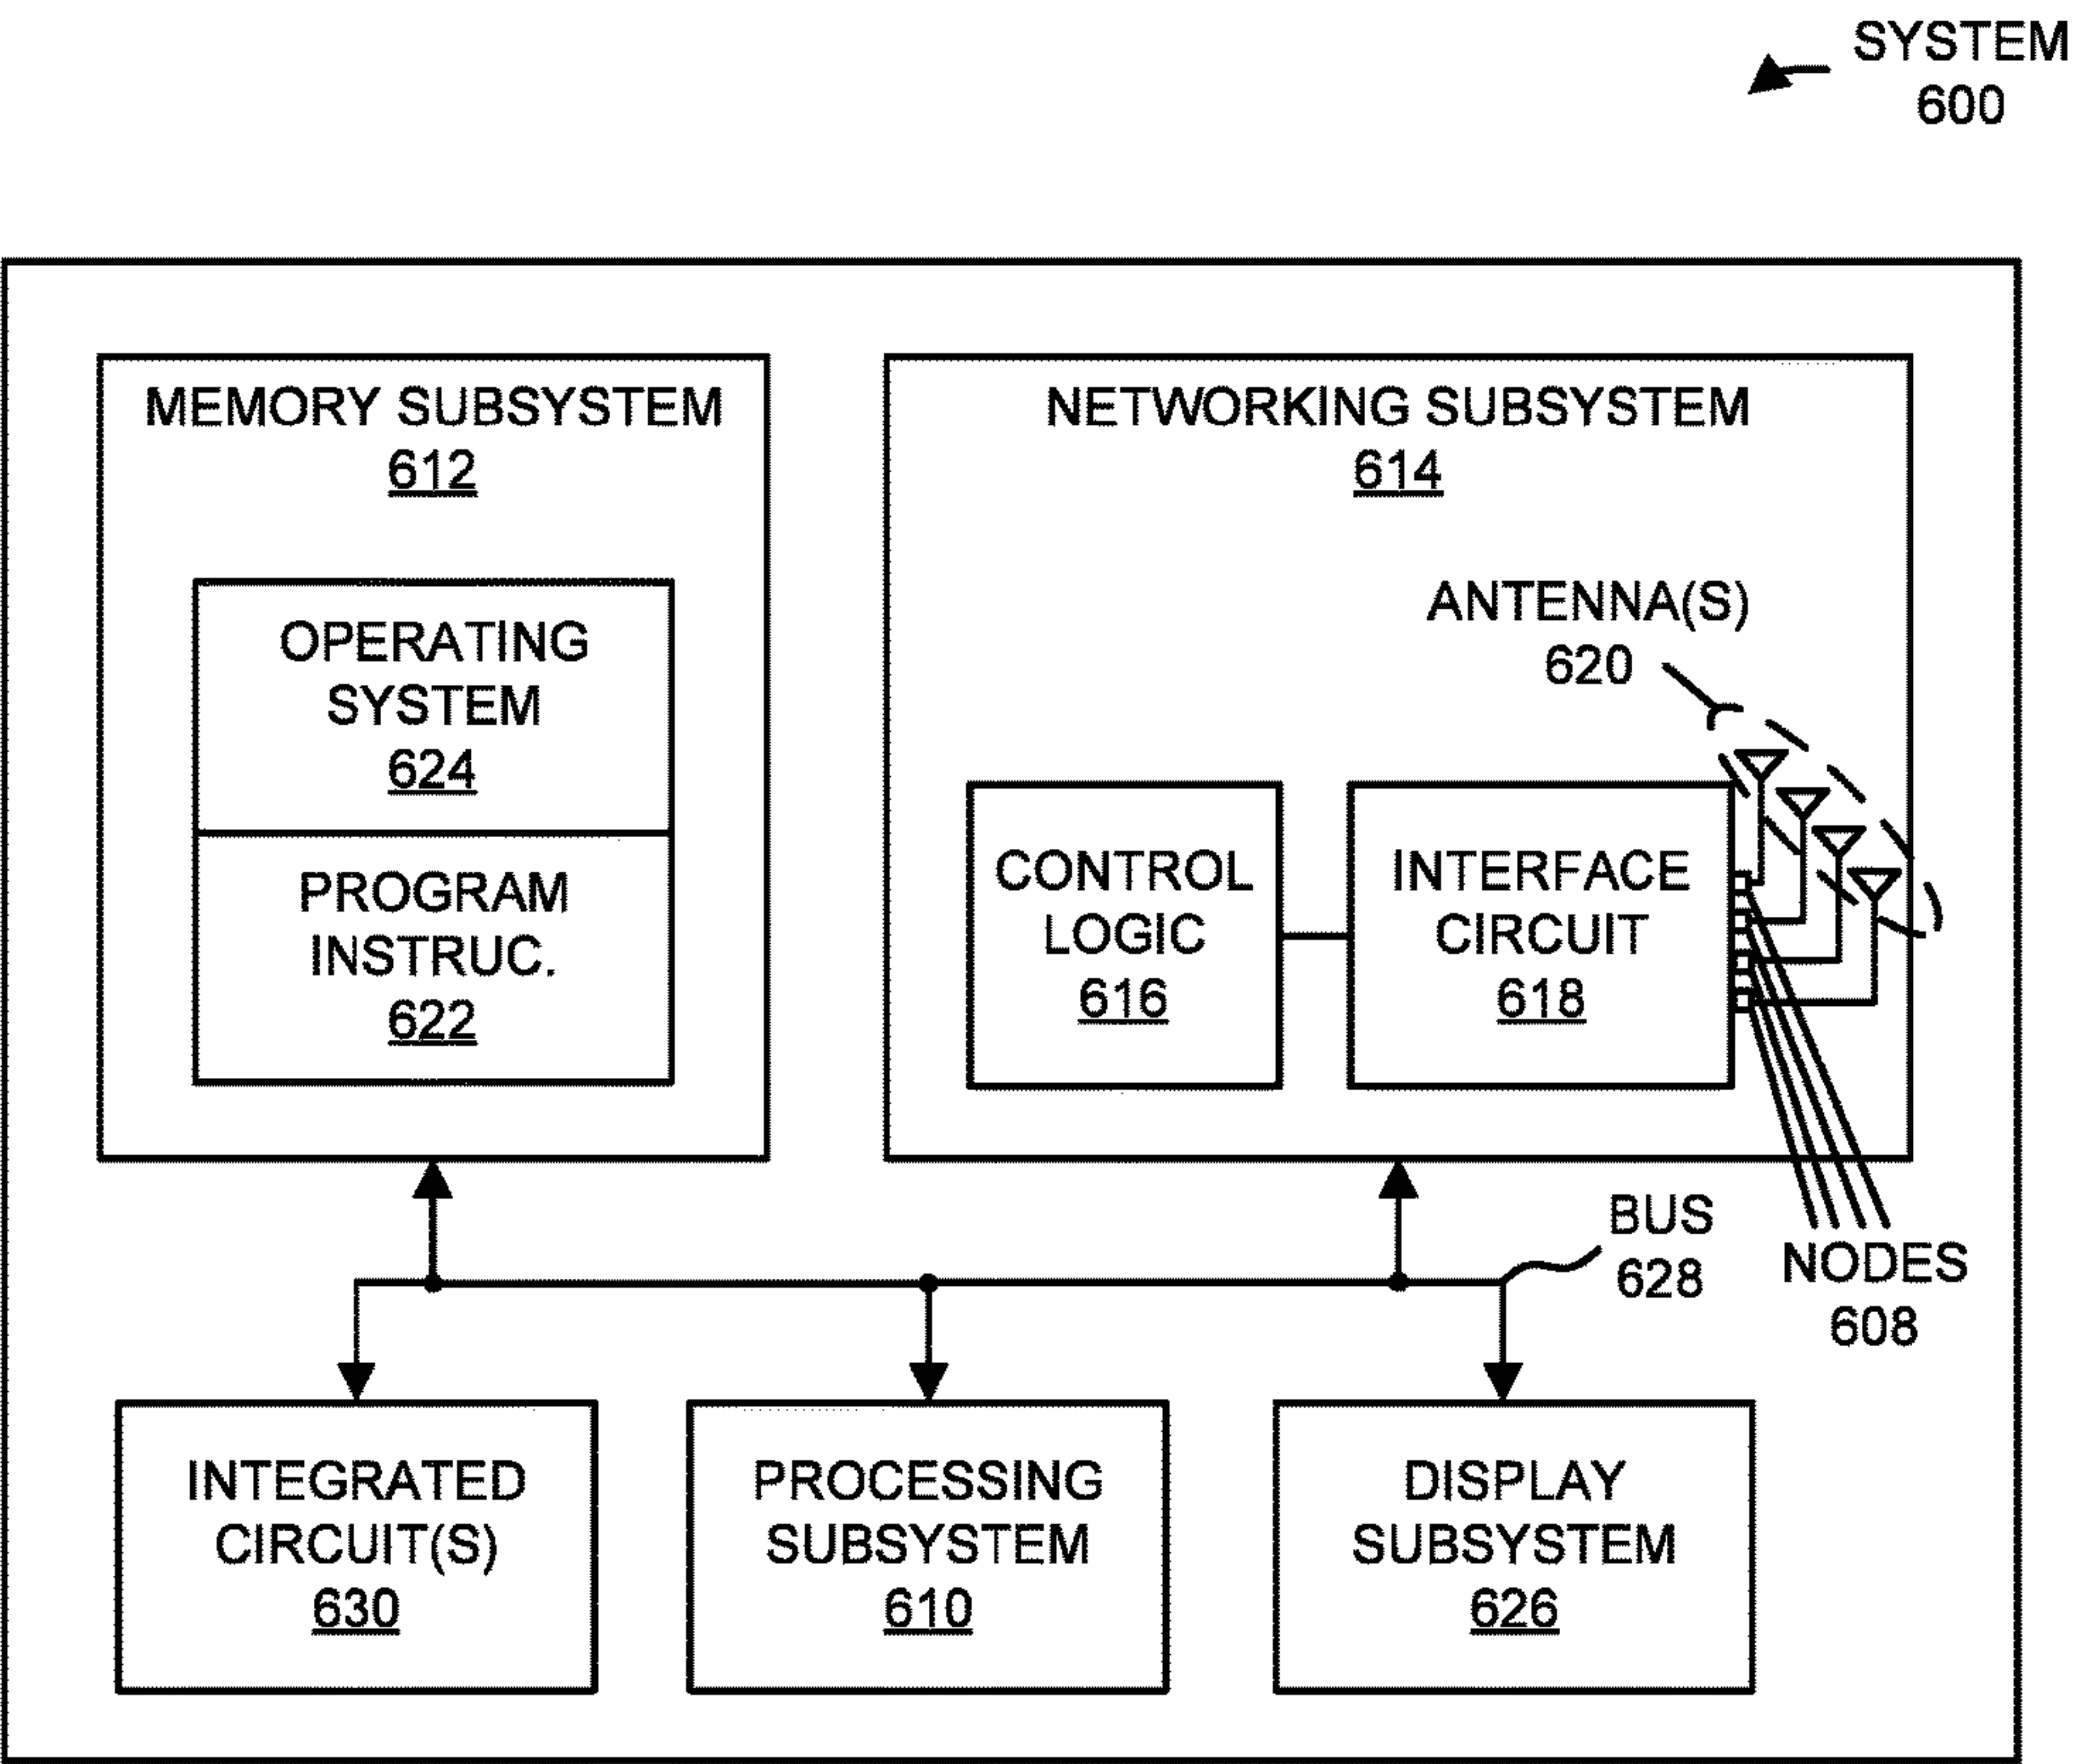 SYSTEM
600
MEMORY SUBSYSTEM
612
OPERATING
SYSTEM
624
PROGRAM
INSTRUC.
622
NETWORKING SUBSYSTEM
614
ANTENNA(S)
620
CONTROL
LOGIC
616
INTERFACE
CIRCUIT
618
BUS
628
NODES
608
INTEGRATED
CIRCUIT(S)
630
PROCESSING
SUBSYSTEM
610
DISPLAY
SUBSYSTEM
626